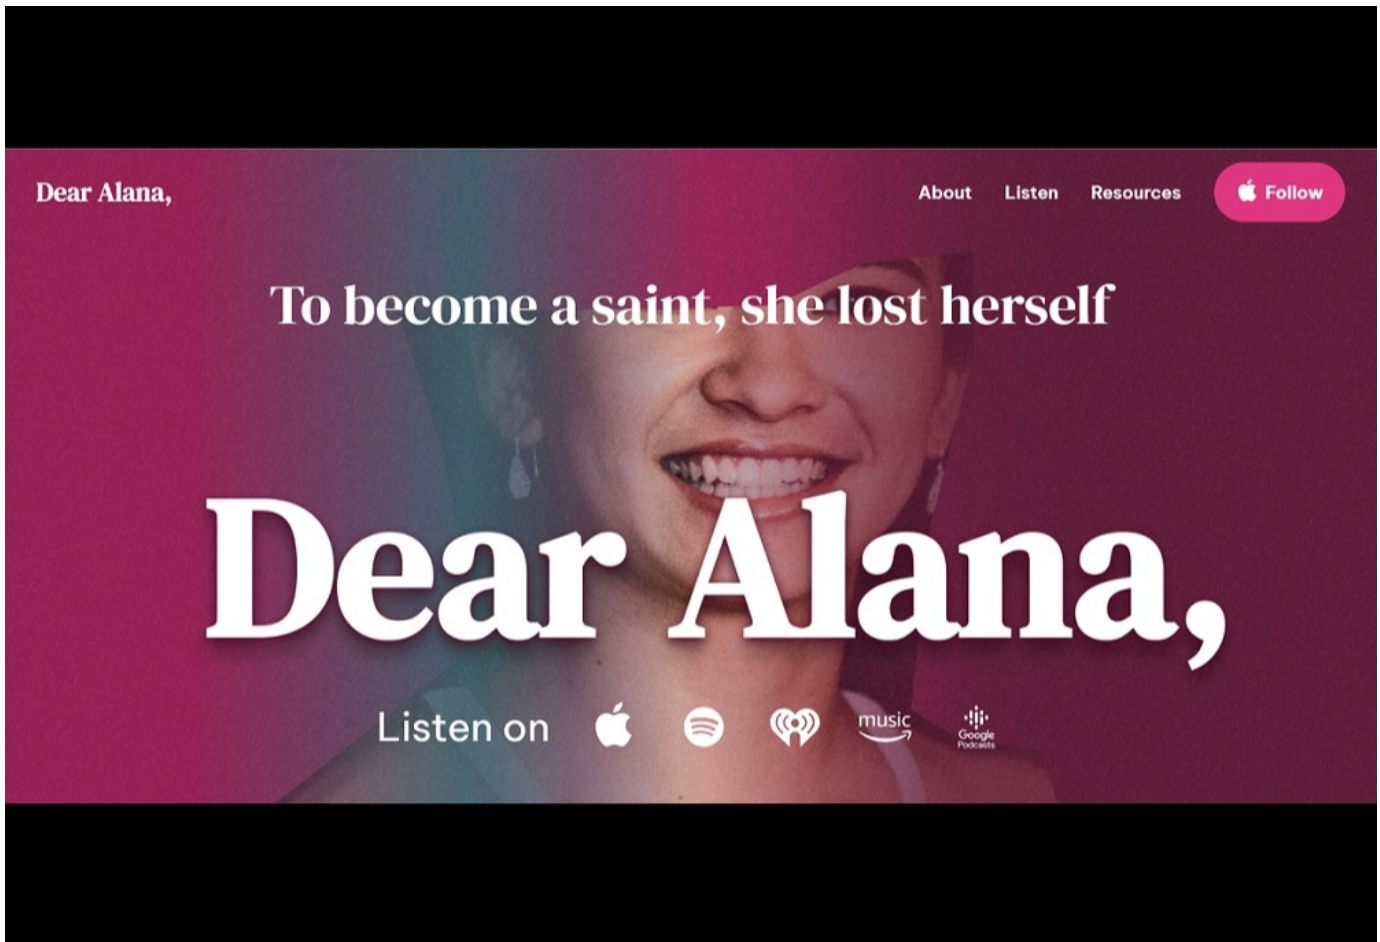 Dear Alana,
About Listen Resources Follow
To become a saint, she lost herself
Dear Alana,
Listen on
music
Google
Podcasts